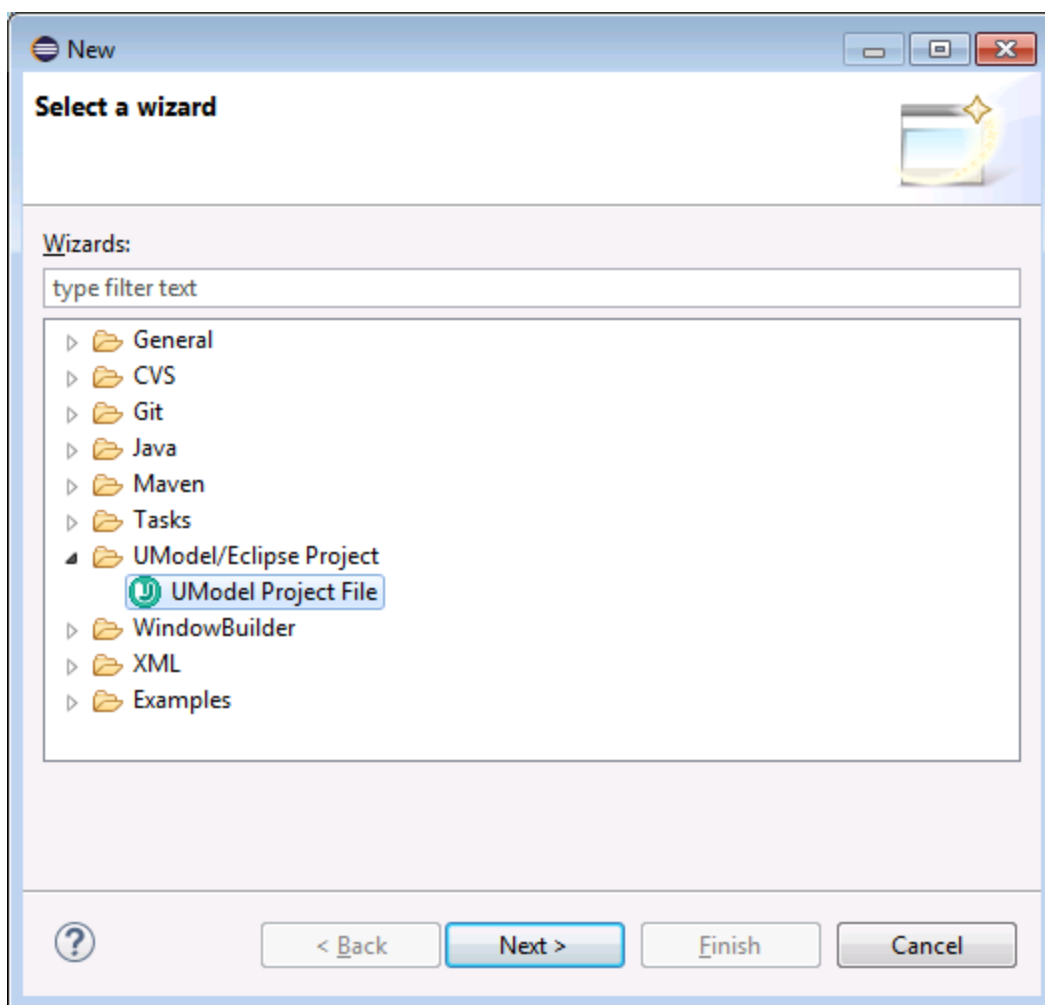 New
Select a wizard
Wizards:
type filter text
General
CVS
Git
Java
Maven
Tasks
UModel/Eclipse Project
UModel Project File
WindowBuilder
XML
Examples
? < Back Next > Finish Cancel